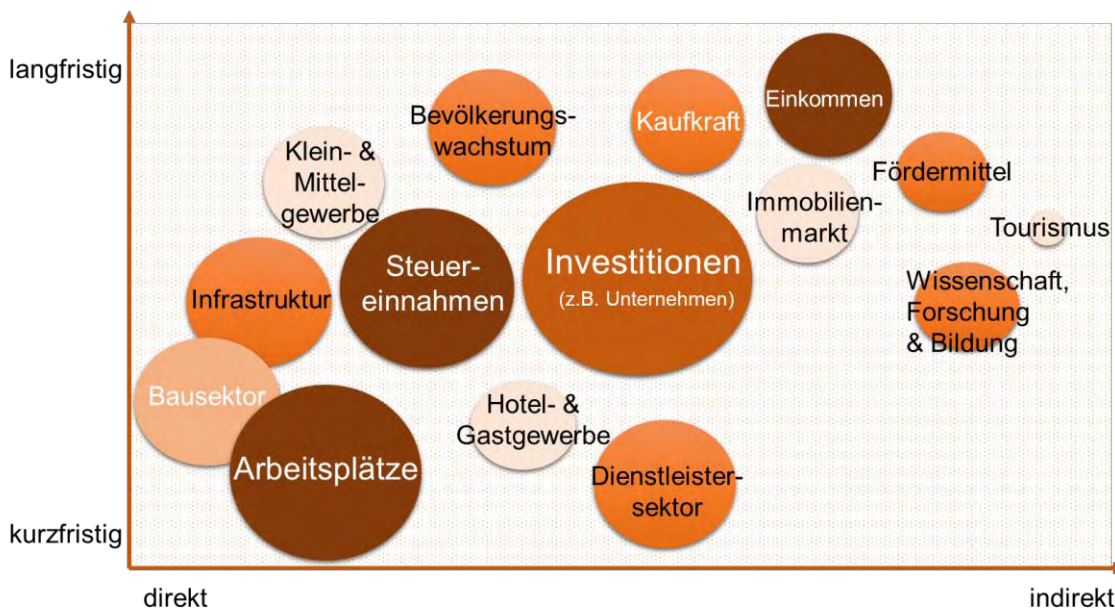 langfristig
Bevölkerungs-
wachstum
Kaufkraft
Einkommen
Klein- &
Mittel-
gewerbe
Fördermittel
Immobilien-
markt
Tourismus
Steuer-
einnahmen
Investitionen
(z.B. Unternehmen)
Infrastruktur
Wissenschaft,
Forschung
& Bildung
Bausektor
Hotel- &
Gastgewerbe
Arbeitsplätze
Dienstleister-
sektor
kurzfristig
direkt
indirekt